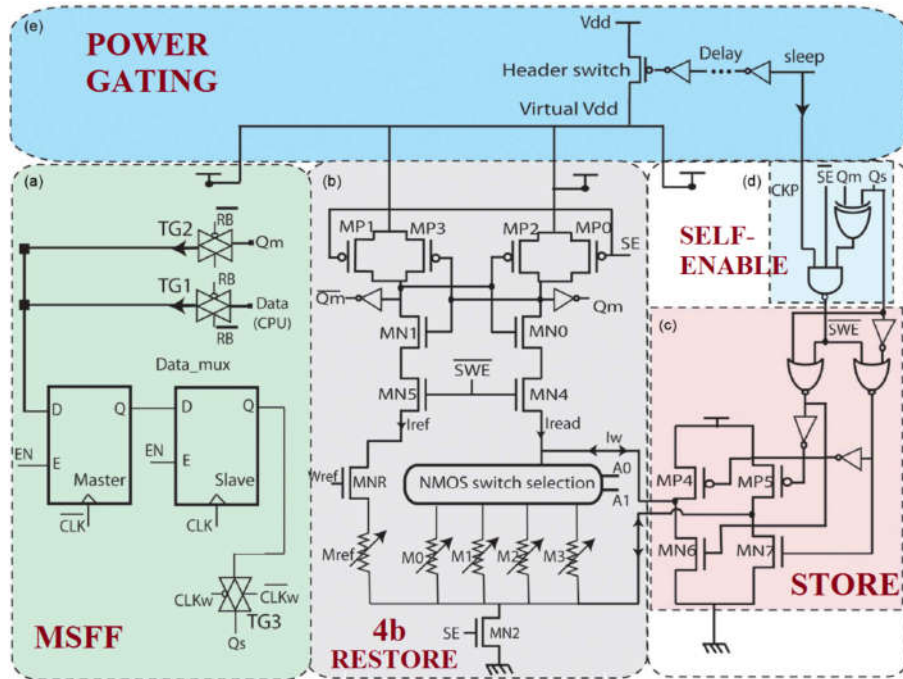 (e)
POWER
GATING
Vdd
Header switch
Delay
sleep
Virtual Vdd
(a)
TG2
RB
Qm
RB
TG1
Data
(CPU)
RB
Data_mux
D
Q
EN
E
Master
CLK
D
Q
EN
E
Slave
CLK
CLKw
CLKw
TG3
Qs
MSFF
(b)
MP1
MP3
MP2
MP0
SE
Qm
Qm
MN1
MN0
SWE
MN5
MN4
Iref
Iread
Iw
Wref
MNR
NMOS switch selection
A0
A1
Mref
M0
M1
M2
M3
SE
MN2
4b
RESTORE
(d)
CKP
SE
Qm
Qs
SELF-
ENABLE
(c)
SWE
MP4
MP5
MN6
MN7
STORE